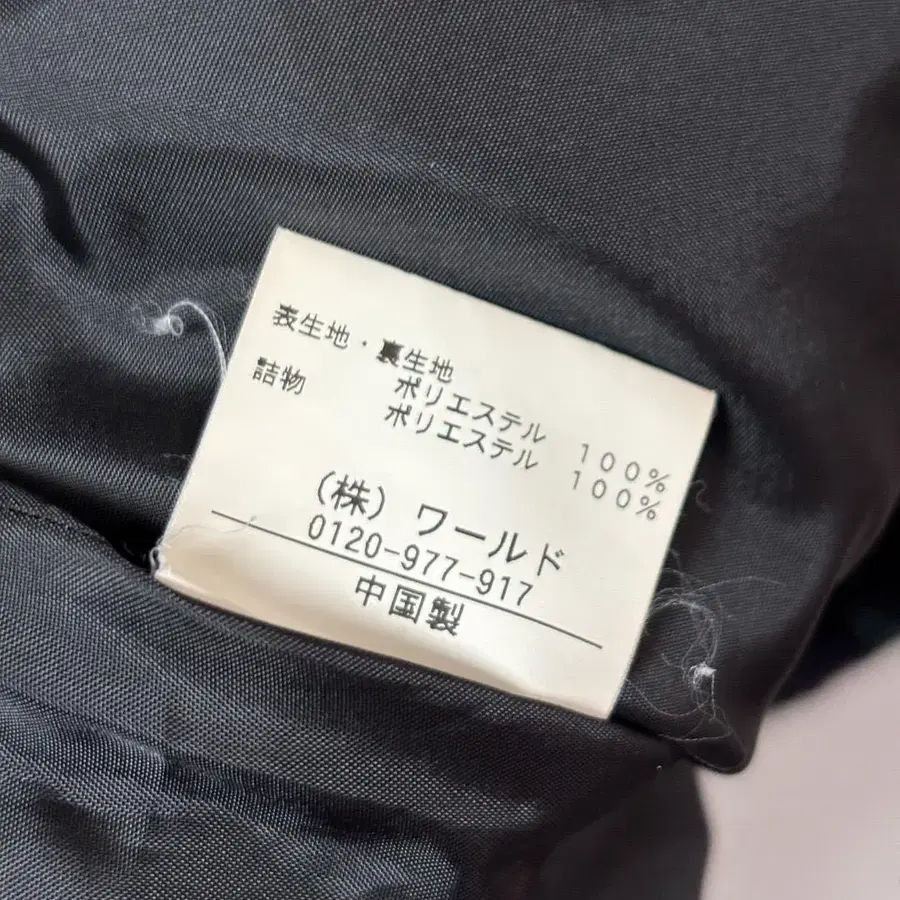 表生地・裏生地
ポリエステル 100%
詰物 ポリエステル 100%
(株) ワールド
0120-977-917
中国製